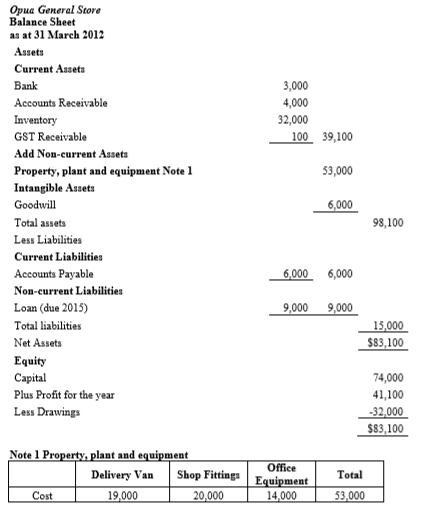 Opua General Store
Balance Sheet
as at 31 March 2012
Assets
Current Assets
Bank 3,000
Accounts Receivable 4,000
Inventory 32,000
GST Receivable 100 39,100
Add Non-current Assets
Property, plant and equipment Note 1 53,000
Intangible Assets
Goodwill 6,000
Total assets 98,100
Less Liabilities
Current Liabilities
Accounts Payable 6,000 6,000
Non-current Liabilities
Loan (due 2015) 9,000 9,000
Total liabilities 15,000
Net Assets $83,100
Equity
Capital 74,000
Plus Profit for the year 41,100
Less Drawings -32,000
$83,100
Note 1 Property, plant and equipment
Delivery Van Shop Fittings Office Equipment Total
Cost 19,000 20,000 14,000 53,000